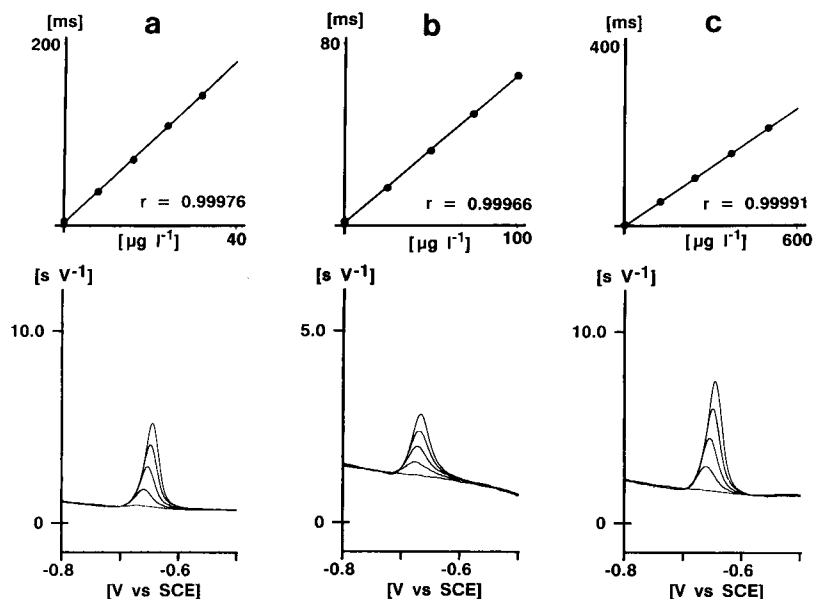 a
[ms]
200
r = 0.99976
[µg l⁻¹]
40
b
[ms]
80
r = 0.99966
[µg l⁻¹]
100
c
[ms]
400
r = 0.99991
[µg l⁻¹]
600
[s V⁻¹]
10.0
0
-0.8
-0.6
[V vs SCE]
[s V⁻¹]
5.0
0
-0.8
-0.6
[V vs SCE]
[s V⁻¹]
10.0
0
-0.8
-0.6
[V vs SCE]